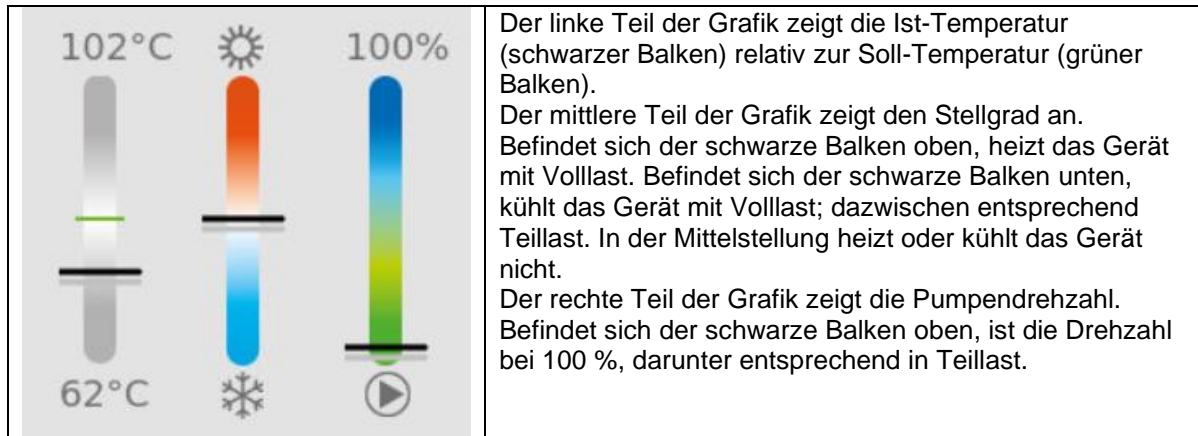 102°C 100%
62°C
Der linke Teil der Grafik zeigt die Ist-Temperatur
(schwarzer Balken) relativ zur Soll-Temperatur (grüner
Balken).
Der mittlere Teil der Grafik zeigt den Stellgrad an.
Befindet sich der schwarze Balken oben, heizt das Gerät
mit Volllast. Befindet sich der schwarze Balken unten,
kühlt das Gerät mit Volllast; dazwischen entsprechend
Teillast. In der Mittelstellung heizt oder kühlt das Gerät
nicht.
Der rechte Teil der Grafik zeigt die Pumpendrehzahl.
Befindet sich der schwarze Balken oben, ist die Drehzahl
bei 100 %, darunter entsprechend in Teillast.